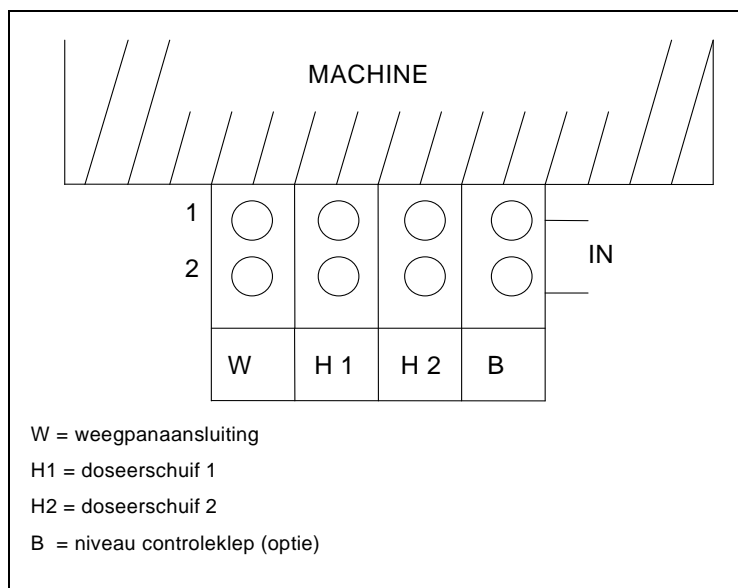 MACHINE
1
2
IN
W H 1 H 2 B
W = weegpanaansluiting
H1 = doseerschuif 1
H2 = doseerschuif 2
B = niveau controleklep (optie)